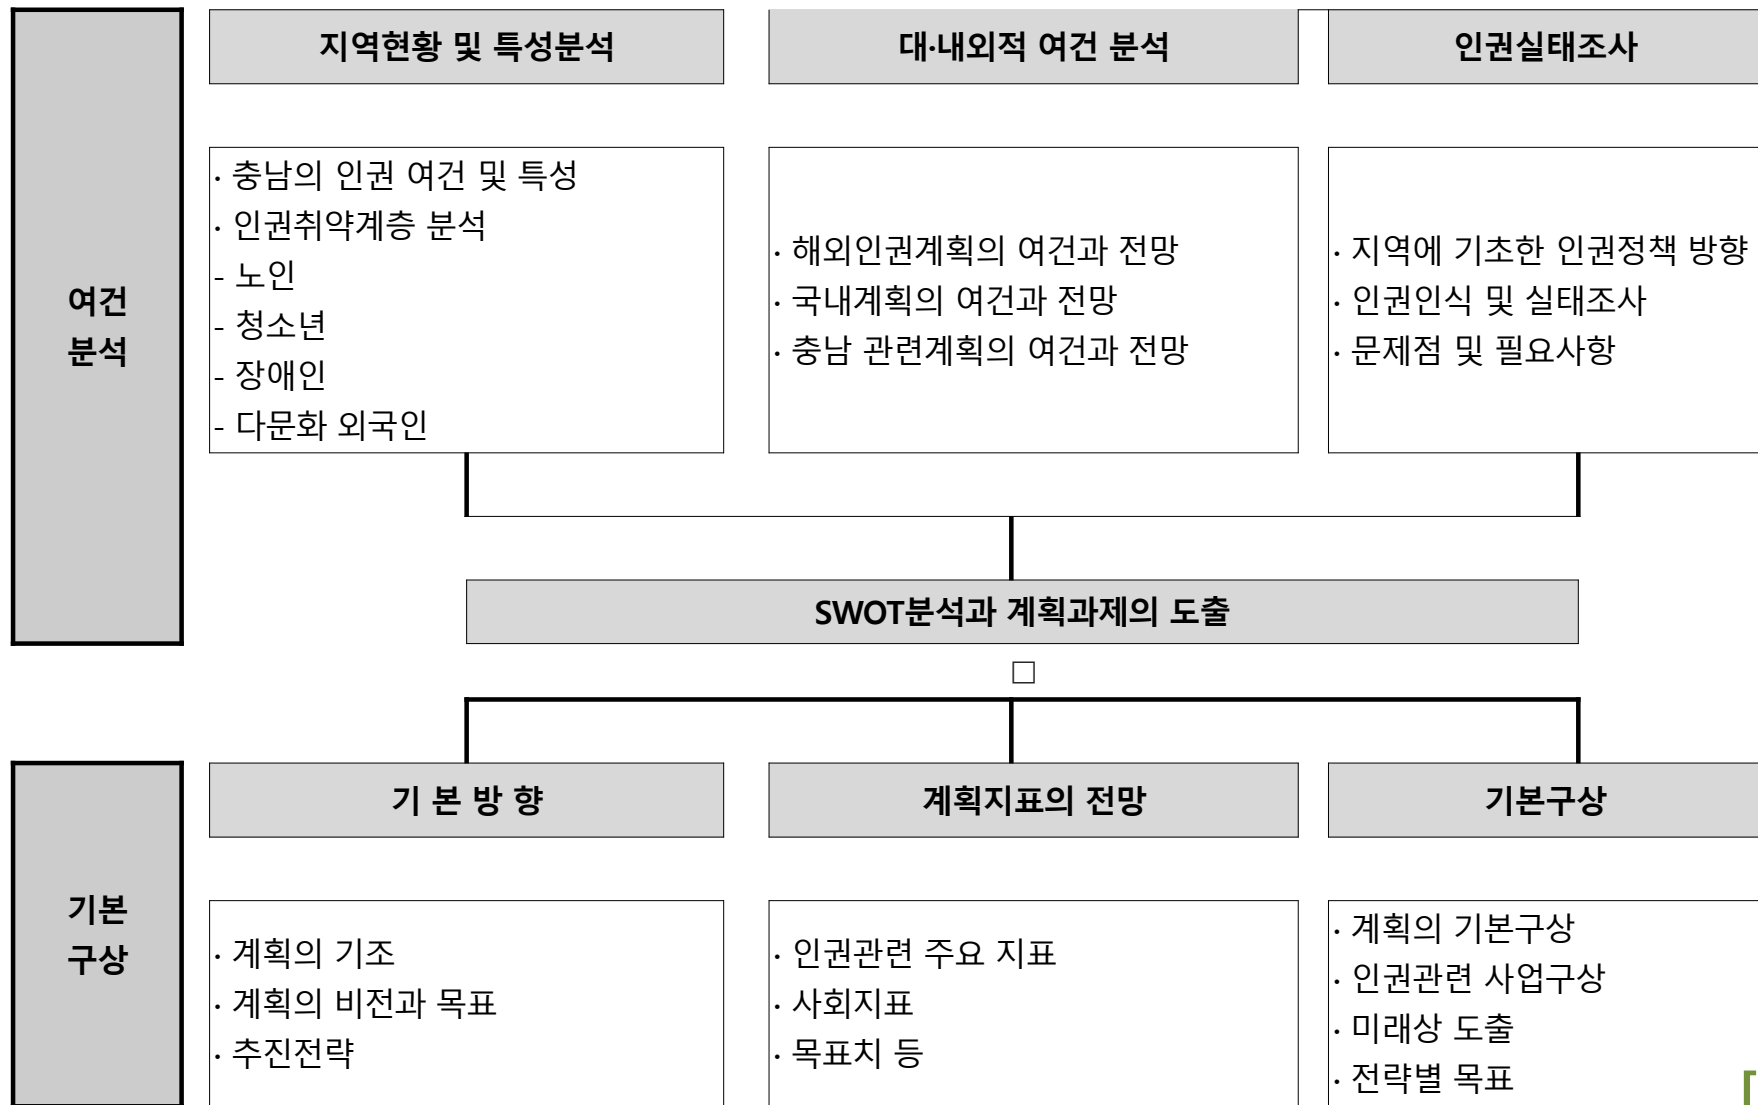 여건
분석
지역현황 및 특성분석
· 충남의 인권 여건 및 특성
· 인권취약계층 분석
- 노인
- 청소년
- 장애인
- 다문화 외국인
대·내외적 여건 분석
· 해외인권계획의 여건과 전망
· 국내계획의 여건과 전망
· 충남 관련계획의 여건과 전망
인권실태조사
· 지역에 기초한 인권정책 방향
· 인권인식 및 실태조사
· 문제점 및 필요사항
SWOT분석과 계획과제의 도출
□
기본
구상
기 본 방 향
· 계획의 기조
· 계획의 비전과 목표
· 추진전략
계획지표의 전망
· 인권관련 주요 지표
· 사회지표
· 목표치 등
기본구상
· 계획의 기본구상
· 인권관련 사업구상
· 미래상 도출
· 전략별 목표